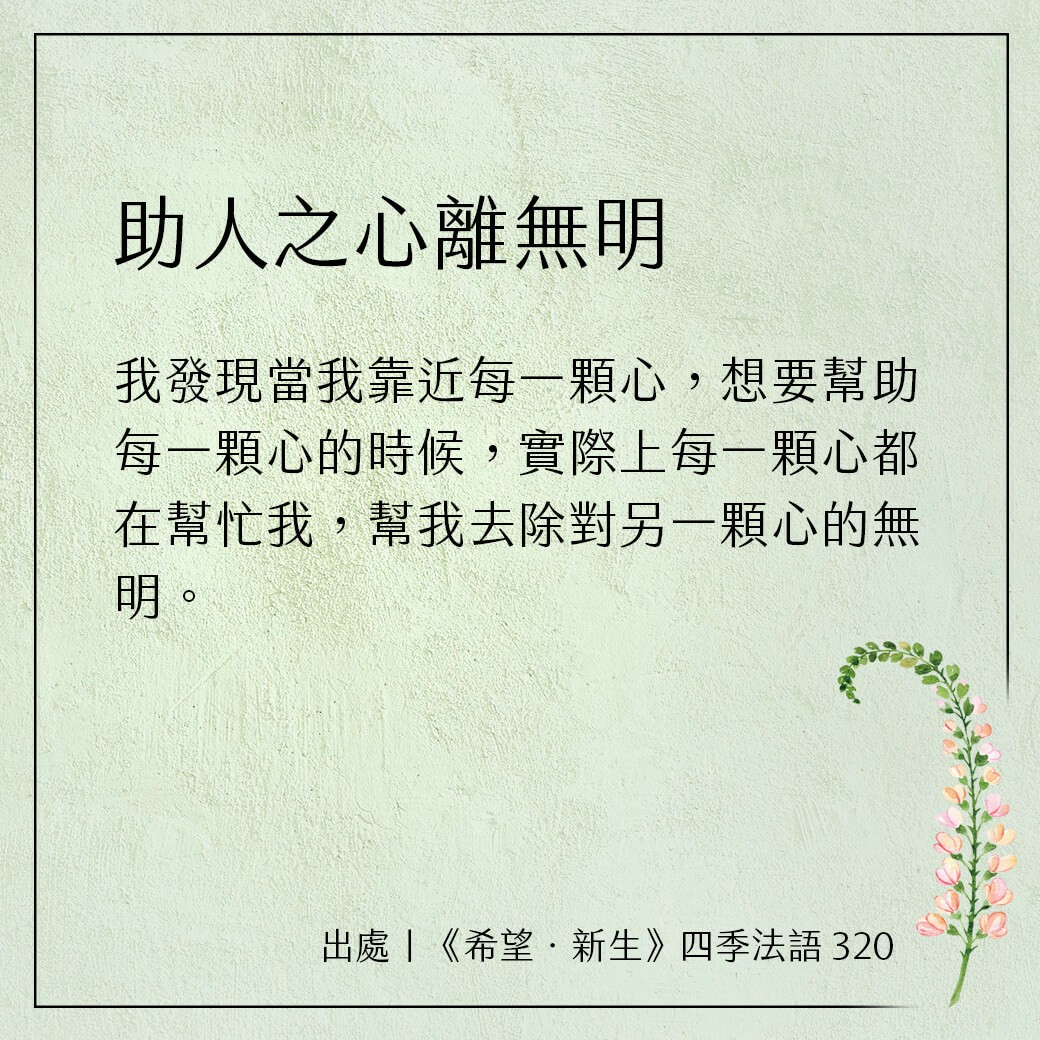 助人之心離無明
我發現當我靠近每一顆心，想要幫助
每一顆心的時候，實際上每一顆心都
在幫忙我，幫我去除對另一顆心的無
明。
出處｜《希望．新生》四季法語 320